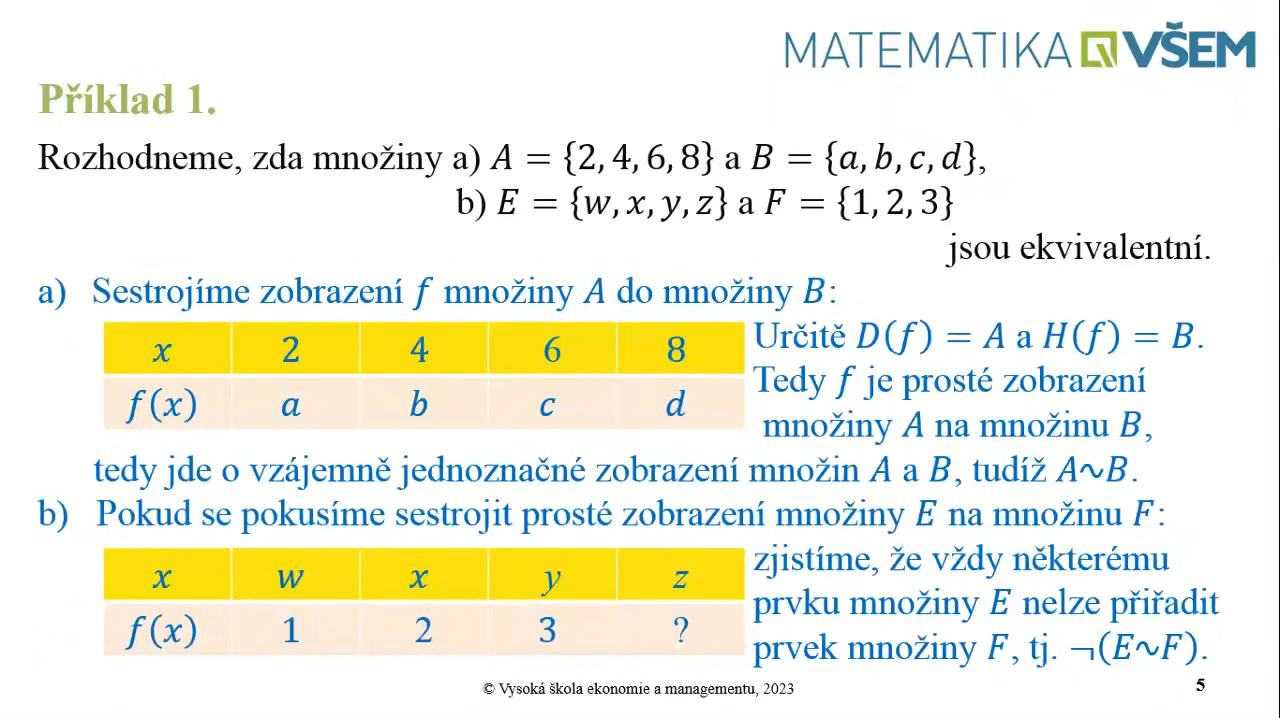 MATEMATIKA VŠEM
Příklad 1.
Rozhodneme, zda množiny a) A = {2, 4, 6, 8} a B = {a, b, c, d},
b) E = {w, x, y, z} a F = {1, 2, 3}
jsou ekvivalentní.
a) Sestrojíme zobrazení f množiny A do množiny B:
x 2 4 6 8
f(x) a b c d
Určitě D(f) = A a H(f) = B.
Tedy f je prosté zobrazení
množiny A na množinu B,
tedy jde o vzájemně jednoznačné zobrazení množin A a B, tudíž A∿B.
b) Pokud se pokusíme sestrojit prosté zobrazení množiny E na množinu F:
x w x y z
f(x) 1 2 3 ?
zjistíme, že vždy některému
prvku množiny E nelze přiřadit
prvek množiny F, tj. ¬(E∿F).
© Vysoká škola ekonomie a managementu, 2023
5